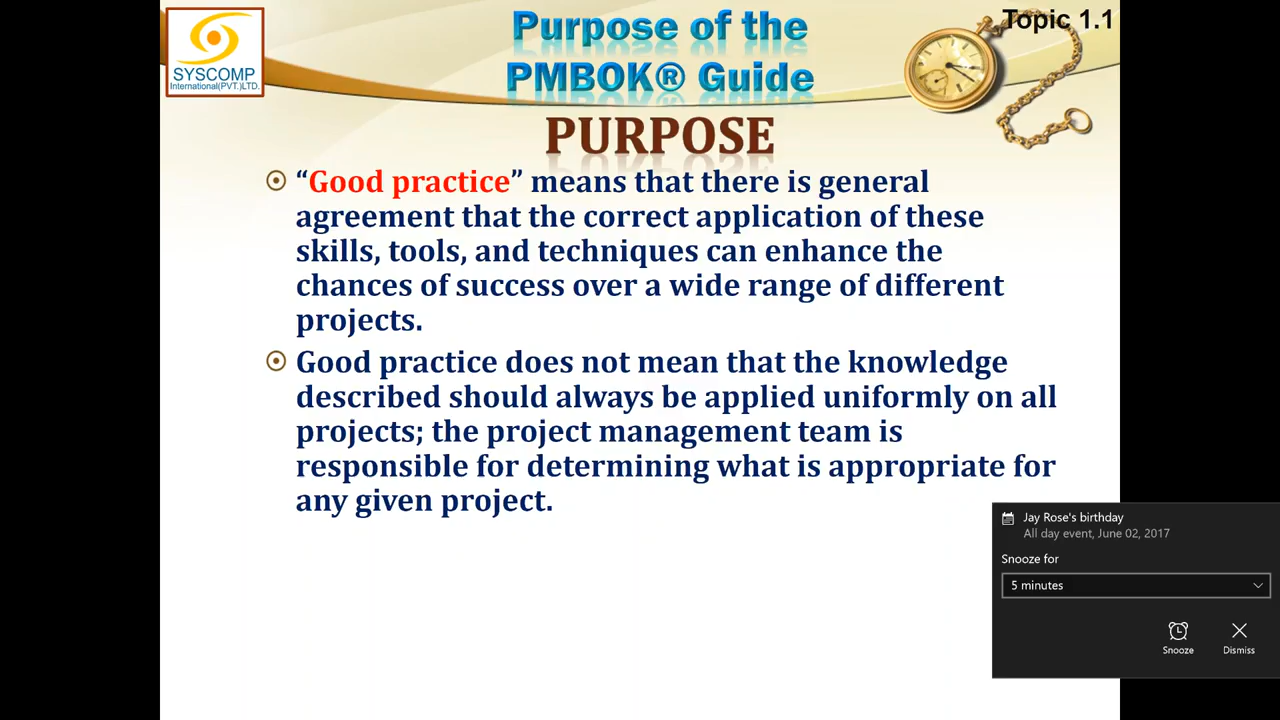 SYSCOMP
International(PVT.)LTD.
Purpose of the
PMBOK® Guide
Topic 1.1
PURPOSE
“Good practice” means that there is general
agreement that the correct application of these
skills, tools, and techniques can enhance the
chances of success over a wide range of different
projects.
Good practice does not mean that the knowledge
described should always be applied uniformly on all
projects; the project management team is
responsible for determining what is appropriate for
any given project.
Jay Rose's birthday
All day event, June 02, 2017
Snooze for
5 minutes
Snooze
Dismiss